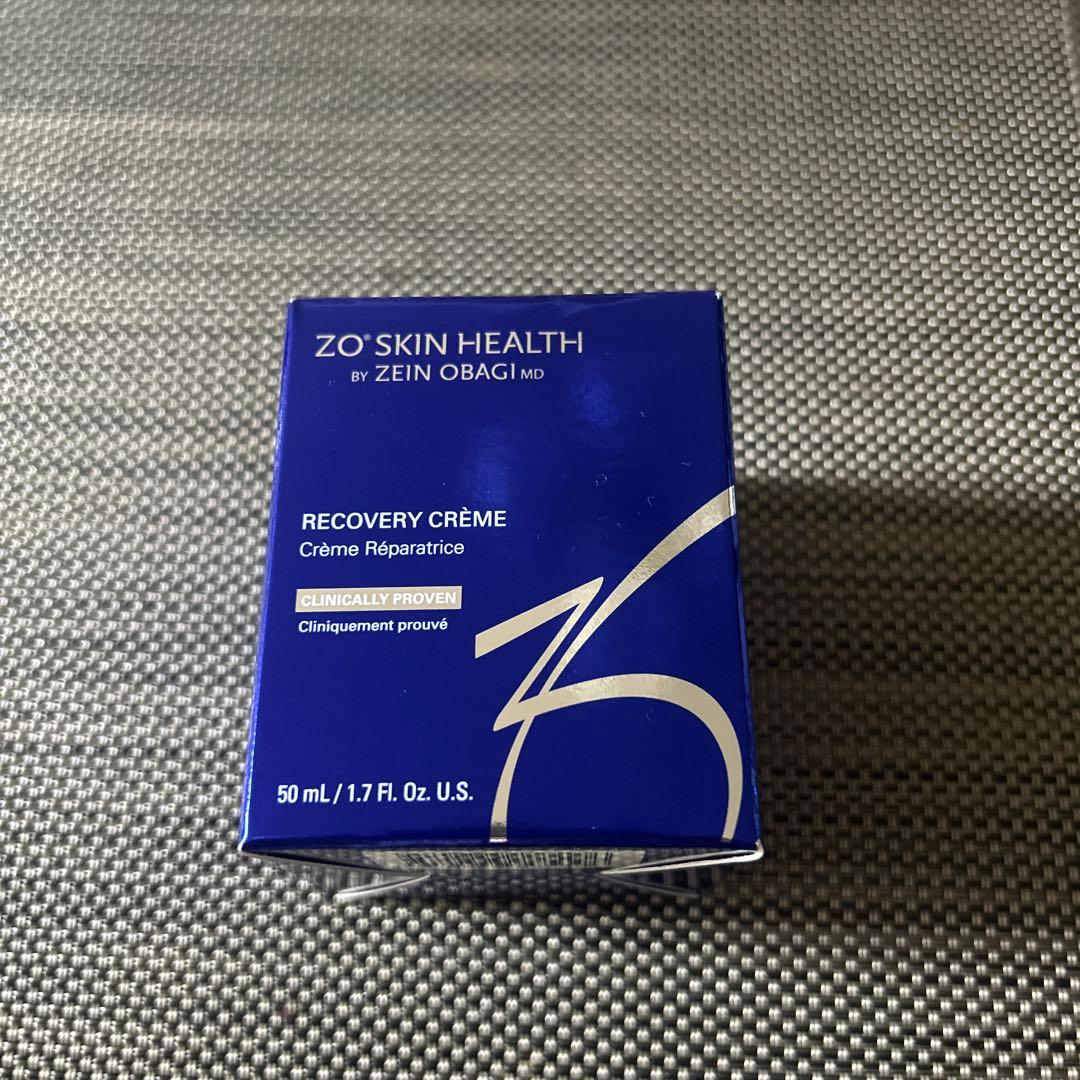 ZO® SKIN HEALTH
BY ZEIN OBAGI MD
RECOVERY CRÈME
Crème Réparatrice
CLINICALLY PROVEN
Cliniquement prouvé
50 mL / 1.7 Fl. Oz. U.S.